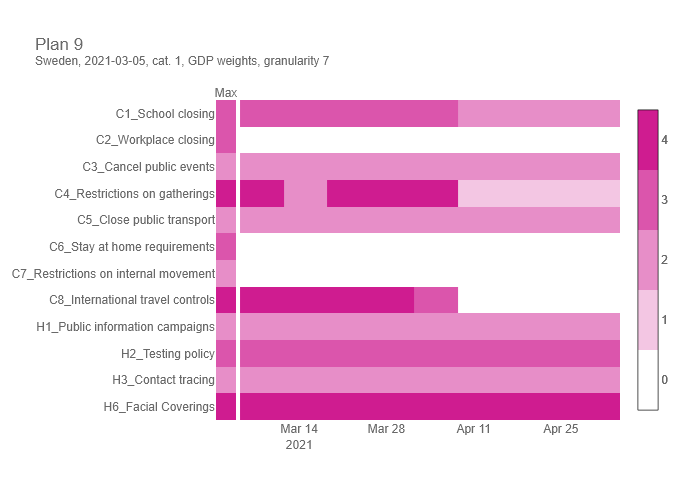 Plan 9
Sweden, 2021-03-05, cat. 1, GDP weights, granularity 7
Max
C1_School closing
C2_Workplace closing
C3_Cancel public events
C4_Restrictions on gatherings
C5_Close public transport
C6_Stay at home requirements
C7_Restrictions on internal movement
C8_International travel controls
H1_Public information campaigns
H2_Testing policy
H3_Contact tracing
H6_Facial Coverings
Mar 14
2021
Mar 28
Apr 11
Apr 25
4
3
2
1
0